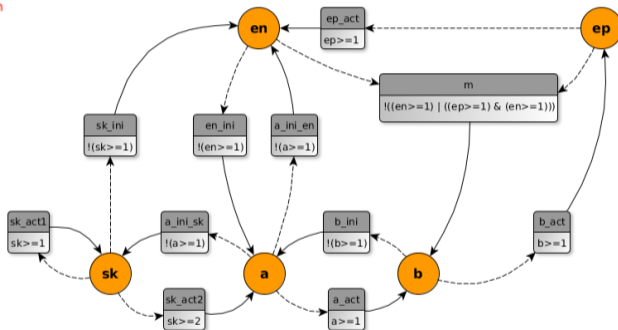 n
en
ep_act
ep>=1
ep
m
!((en>=1) | ((ep>=1) & (en>=1)))
sk_ini
!(sk>=1)
en_ini
!(en>=1)
a_ini_en
!(a>=1)
sk_act1
sk>=1
a_ini_sk
!(a>=1)
b_ini
!(b>=1)
b_act
b>=1
sk
a
b
sk_act2
sk>=2
a_act
a>=1